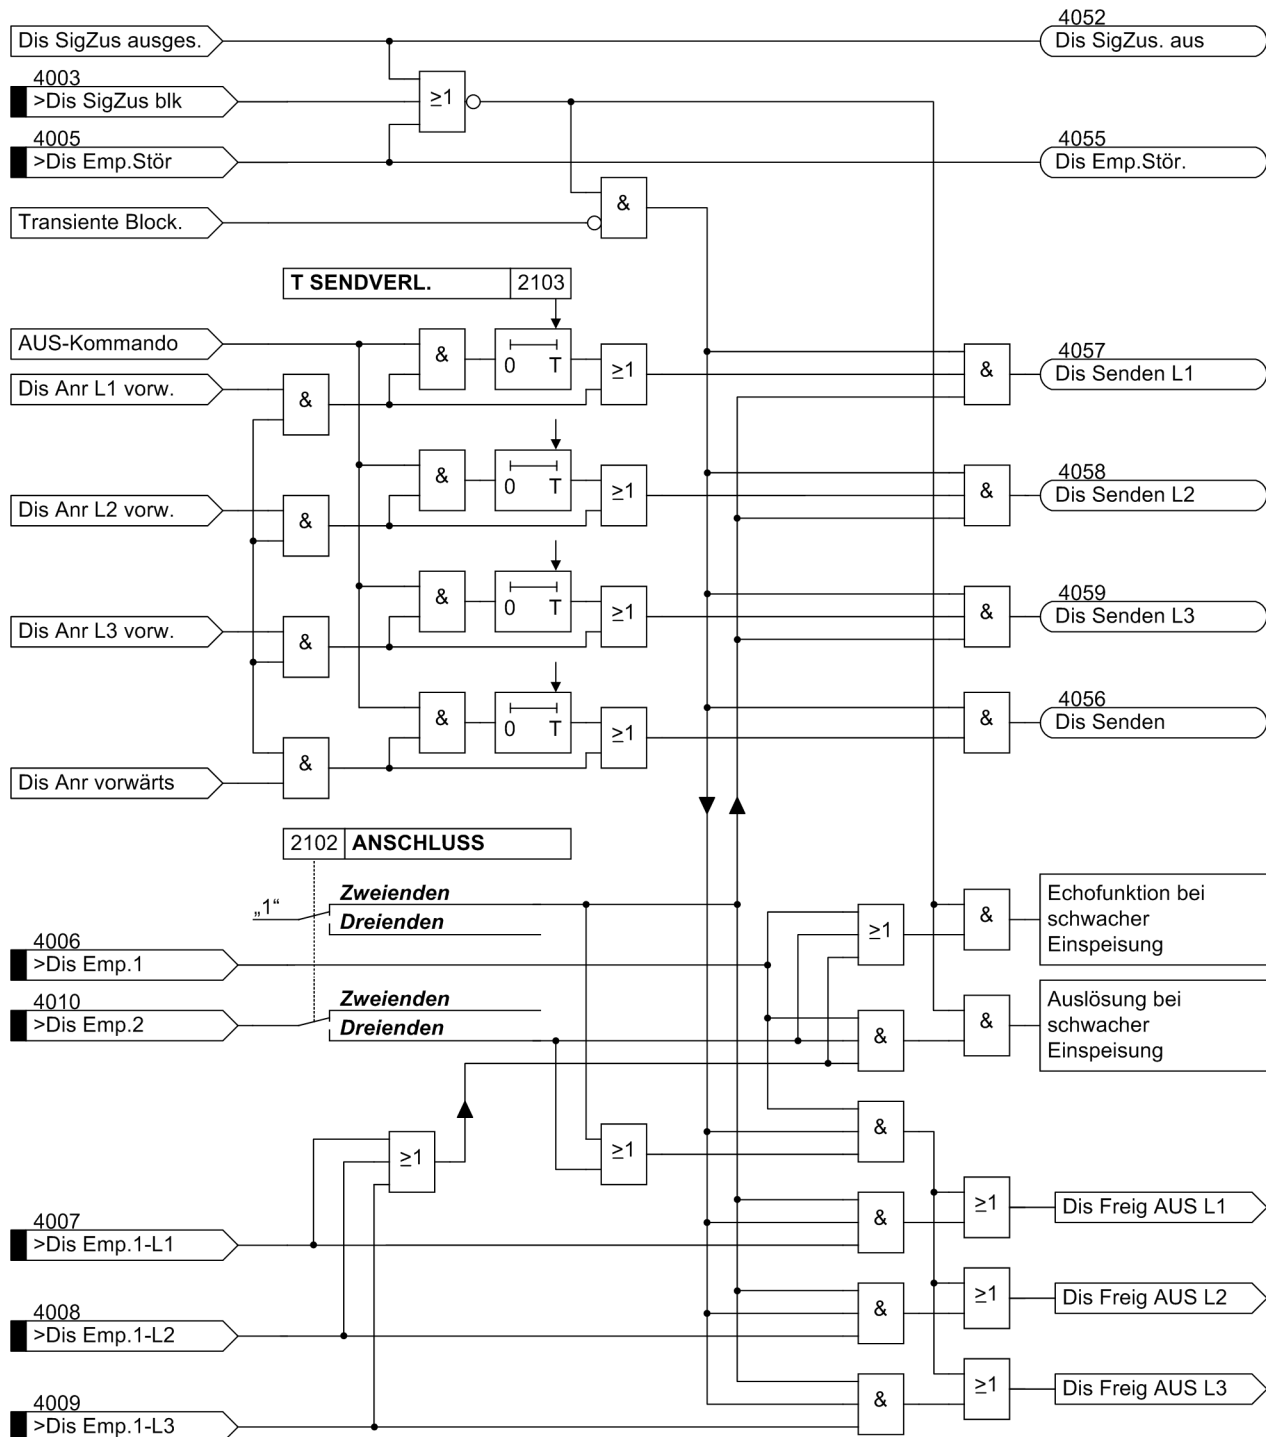 4052
Dis SigZus ausges.
Dis SigZus. aus
4003
>Dis SigZus blk
≥1
4005
4055
>Dis Emp.Stör
Dis Emp.Stör.
&
Transiente Block.
T SENDVERL. 2103
AUS-Kommando
& 0 T ≥1 & 4057
Dis Senden L1
Dis Anr L1 vorw.
&
& 0 T ≥1 & 4058
Dis Senden L2
Dis Anr L2 vorw.
&
& 0 T ≥1 & 4059
Dis Senden L3
Dis Anr L3 vorw.
&
& 0 T ≥1 & 4056
Dis Senden
&
Dis Anr vorwärts
2102 ANSCHLUSS
„1“
Zweienden
Dreienden
≥1
&
Echofunktion bei
schwacher
Einspeisung
4006
>Dis Emp.1
4010
>Dis Emp.2
Zweienden
Dreienden
&
&
Auslösung bei
schwacher
Einspeisung
≥1
≥1
&
4007
>Dis Emp.1-L1
&
≥1
Dis Freig AUS L1
4008
>Dis Emp.1-L2
&
≥1
Dis Freig AUS L2
4009
>Dis Emp.1-L3
&
≥1
Dis Freig AUS L3